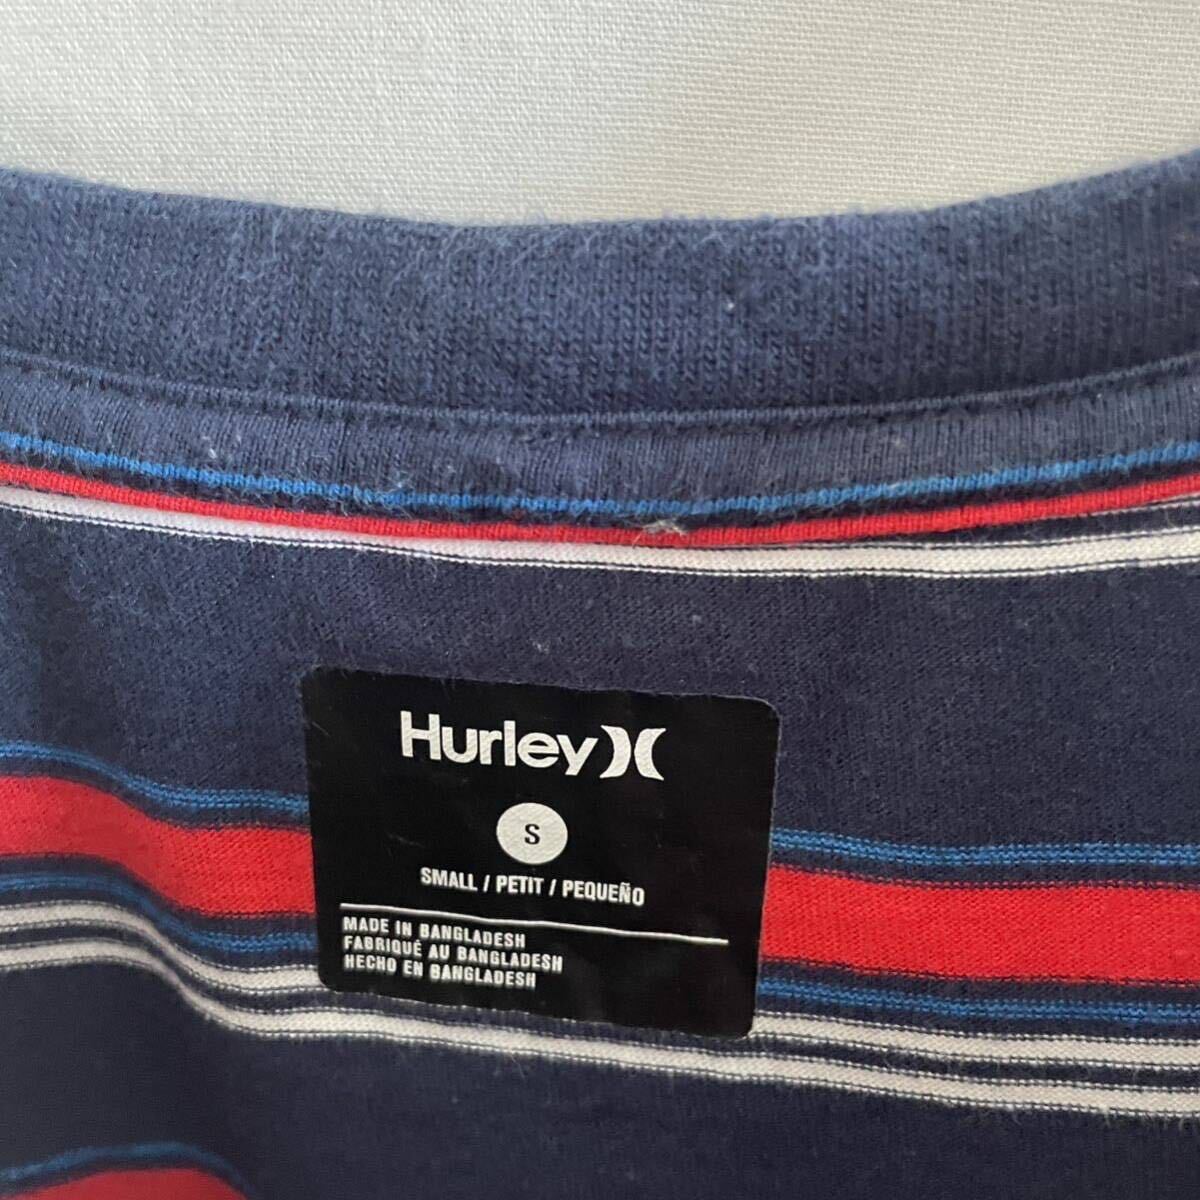 Hurley
S
SMALL / PETIT / PEQUEÑO
MADE IN BANGLADESH
FABRIQUÉ AU BANGLADESH
HECHO EN BANGLADESH